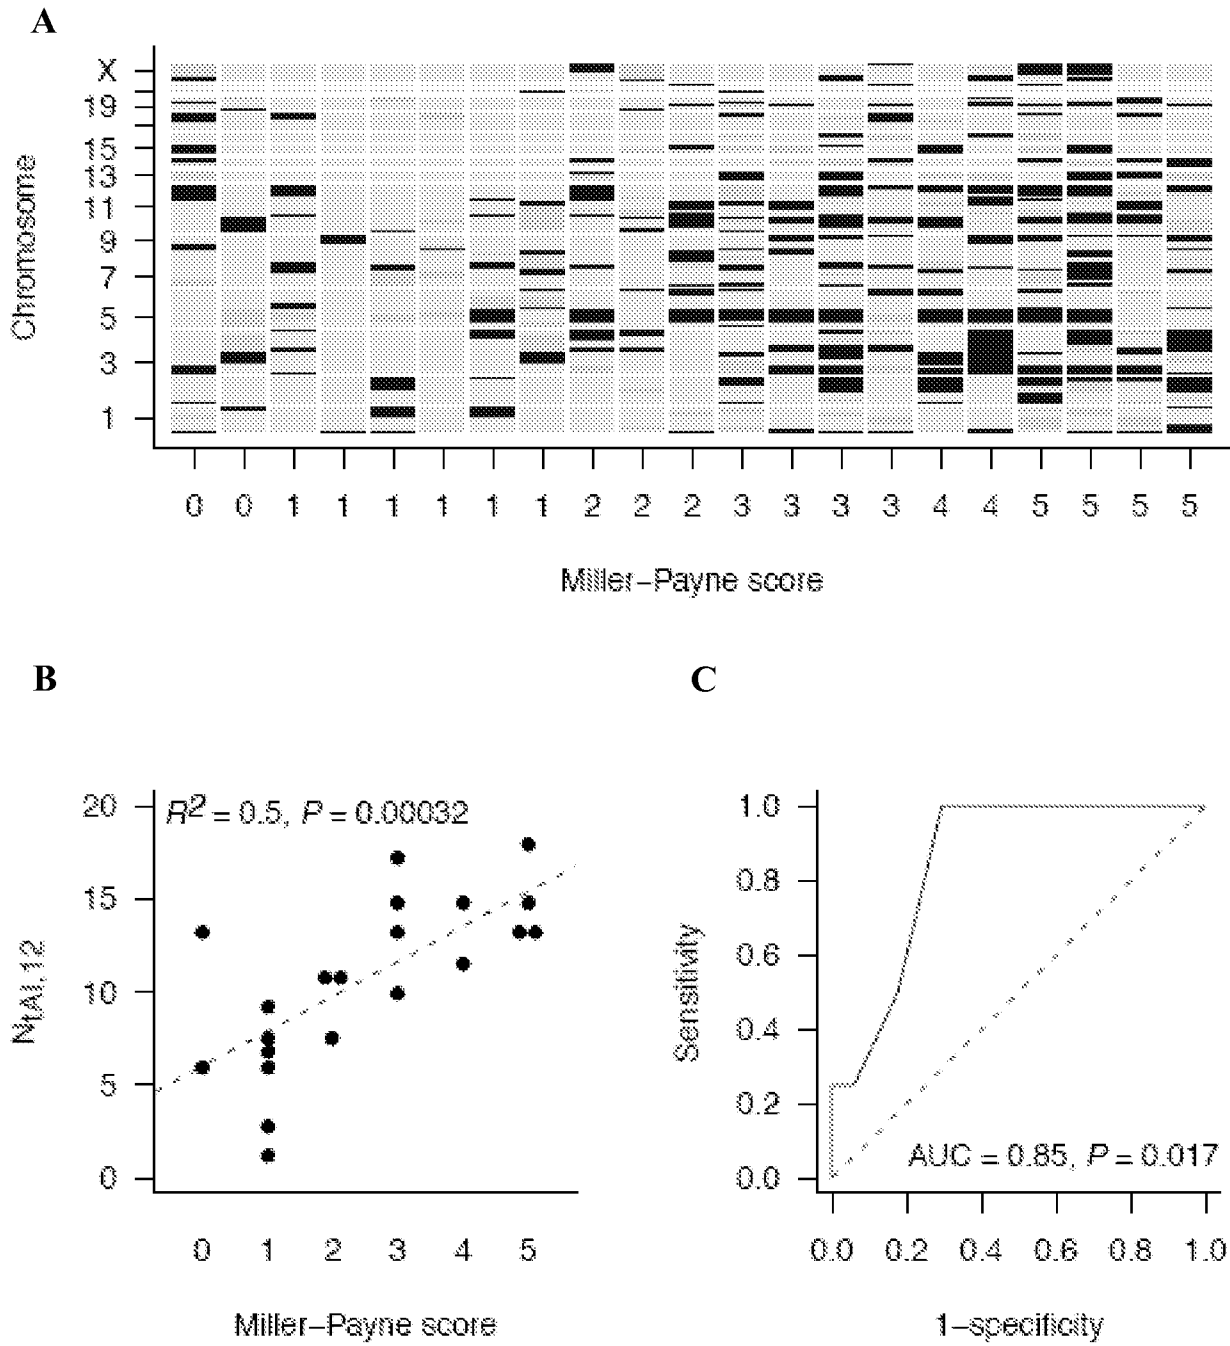 A
X
19
15
13
11
9
7
5
3
1
Chromosome
0 0 1 1 1 1 1 1 2 2 2 3 3 3 3 4 4 5 5 5 5
Miller-Payne score
B
20
15
10
5
0
N tAI,12
R2 = 0.5, P = 0.00032
0 1 2 3 4 5
Miller-Payne score
C
1.0
0.8
0.6
0.4
0.2
0.0
Sensitivity
AUC = 0.85, P = 0.017
0.0 0.2 0.4 0.6 0.8 1.0
1-specificity